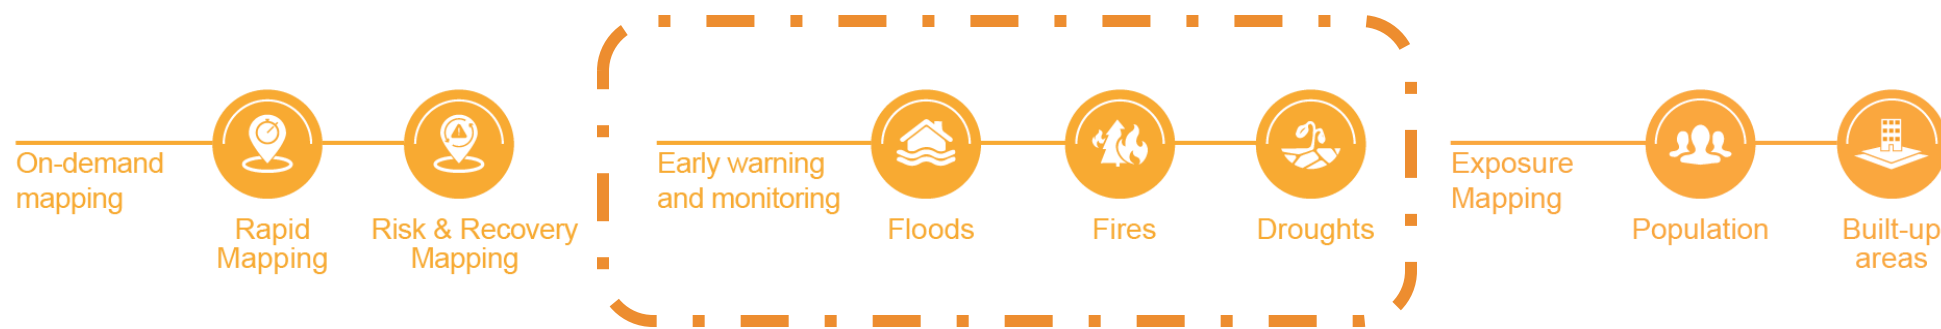 On-demand
mapping
Rapid
Mapping
Risk & Recovery
Mapping
Early warning
and monitoring
Floods
Fires
Droughts
Exposure
Mapping
Population
Built-up
areas